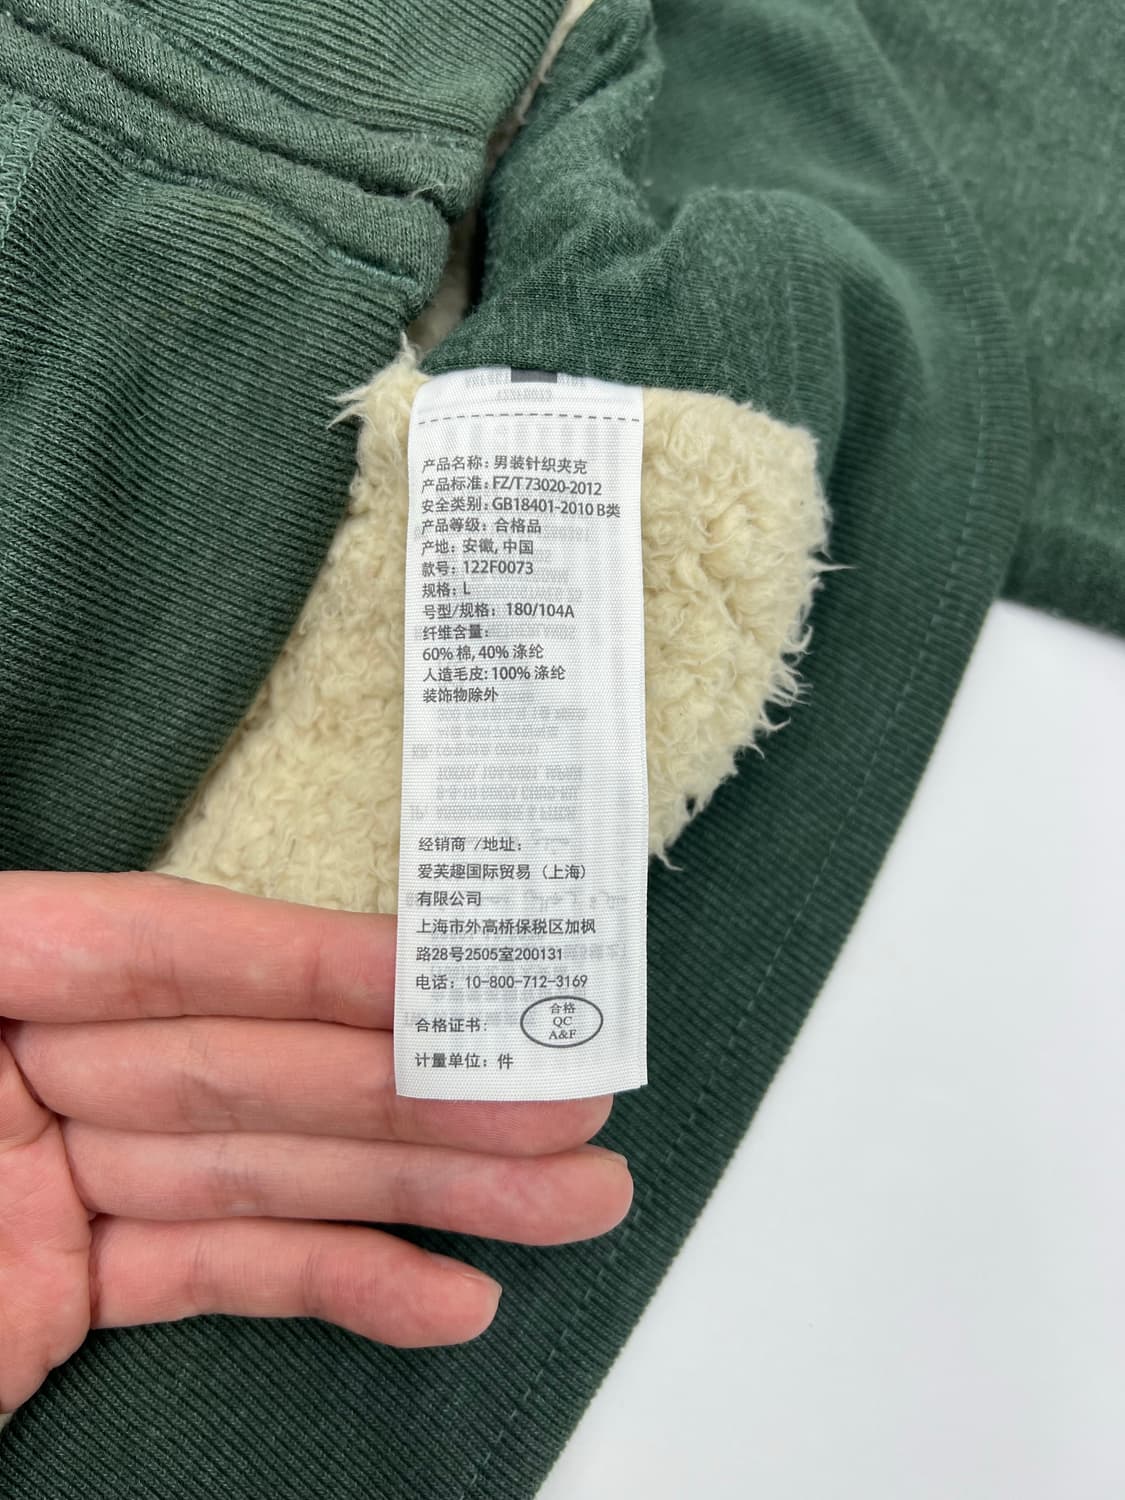 产品名称: 男装针织夹克
产品标准: FZ/T 73020-2012
安全类别: GB18401-2010 B类
产品等级: 合格品
产地: 安徽, 中国
款号: 122F0073
规格: L
号型/规格: 180/104A
纤维含量:
60% 棉, 40% 涤纶
人造毛皮: 100% 涤纶
装饰物除外
经销商 /地址:
爱芙趣国际贸易 (上海)
有限公司
上海市外高桥保税区加枫
路28号2505室200131
电话: 10-800-712-3169
合格证书:
合格
QC
A&F
计量单位: 件